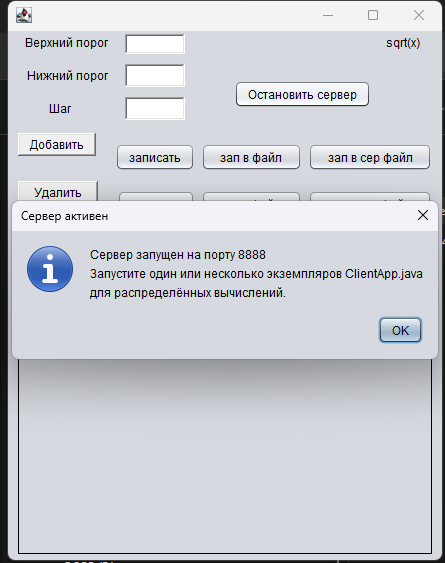 Верхний порог
sqrt(x)
Нижний порог
Остановить сервер
Шаг
Добавить
записать
зап в файл
зап в сер файл
Удалить
Сервер активен
Сервер запущен на порту 8888
Запустите один или несколько экземпляров ClientApp.java
для распределённых вычислений.
OK